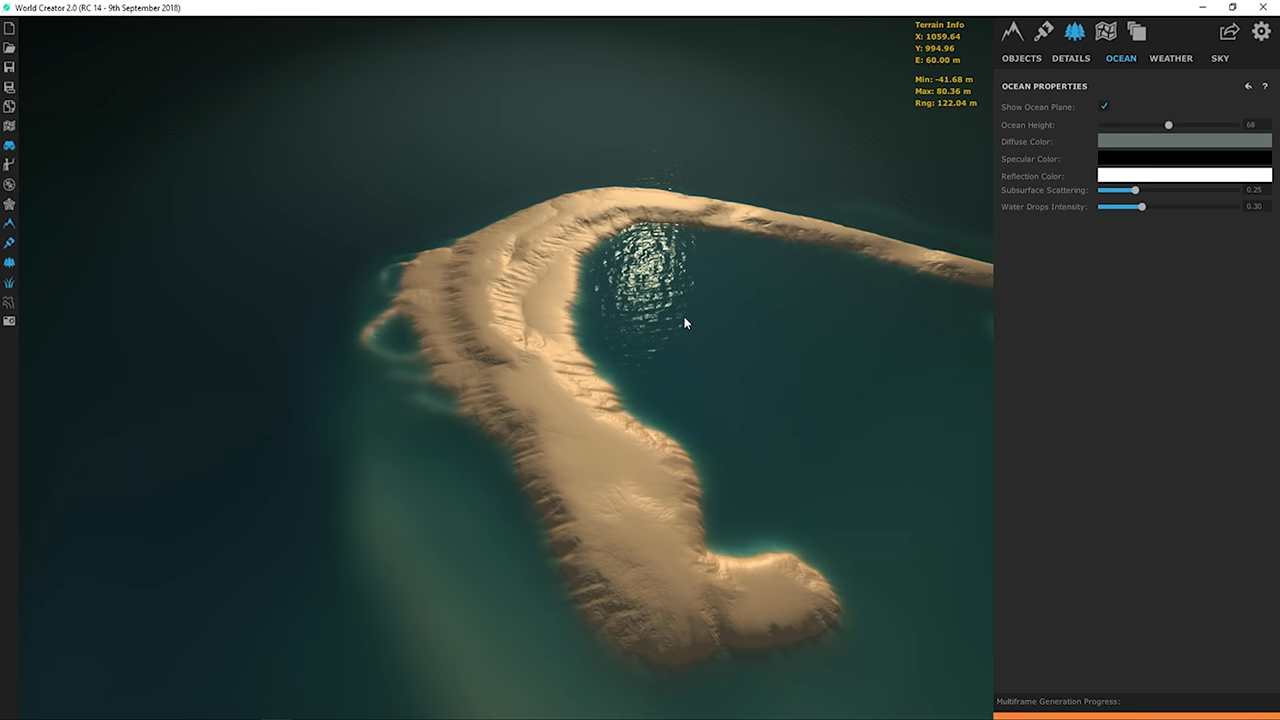 World Creator 2.0 (RC 14 - 9th September 2018)
Terrain Info
X: 1059.64
Y: 994.96
E: 60.00 m
Min: -41.68 m
Max: 80.36 m
Rng: 122.04 m
OBJECTS DETAILS OCEAN WEATHER SKY
OCEAN PROPERTIES ?
Show Ocean Plane:
Ocean Height: 68
Diffuse Color:
Specular Color:
Reflection Color:
Subsurface Scattering: 0.25
Water Drops Intensity: 0.30
Multiframe Generation Progress: